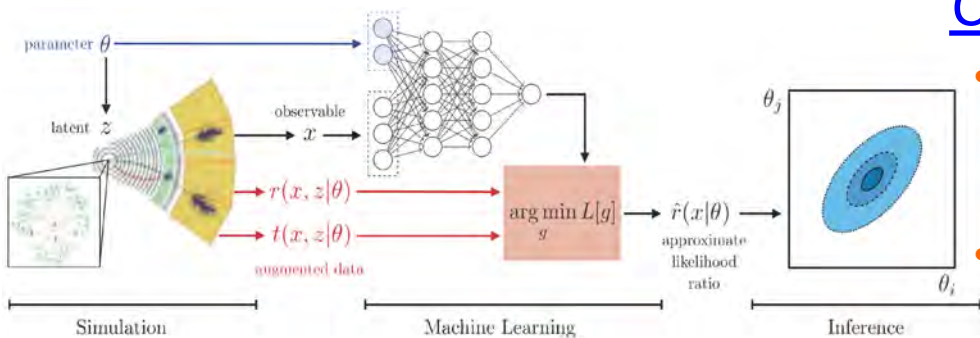 parameter θ
latent z
observable
x
r(x, z|θ)
t(x, z|θ)
augmented data
arg min L[g]
g
r̂(x|θ)
approximate
likelihood
ratio
θj
θi
Simulation
Machine Learning
Inference